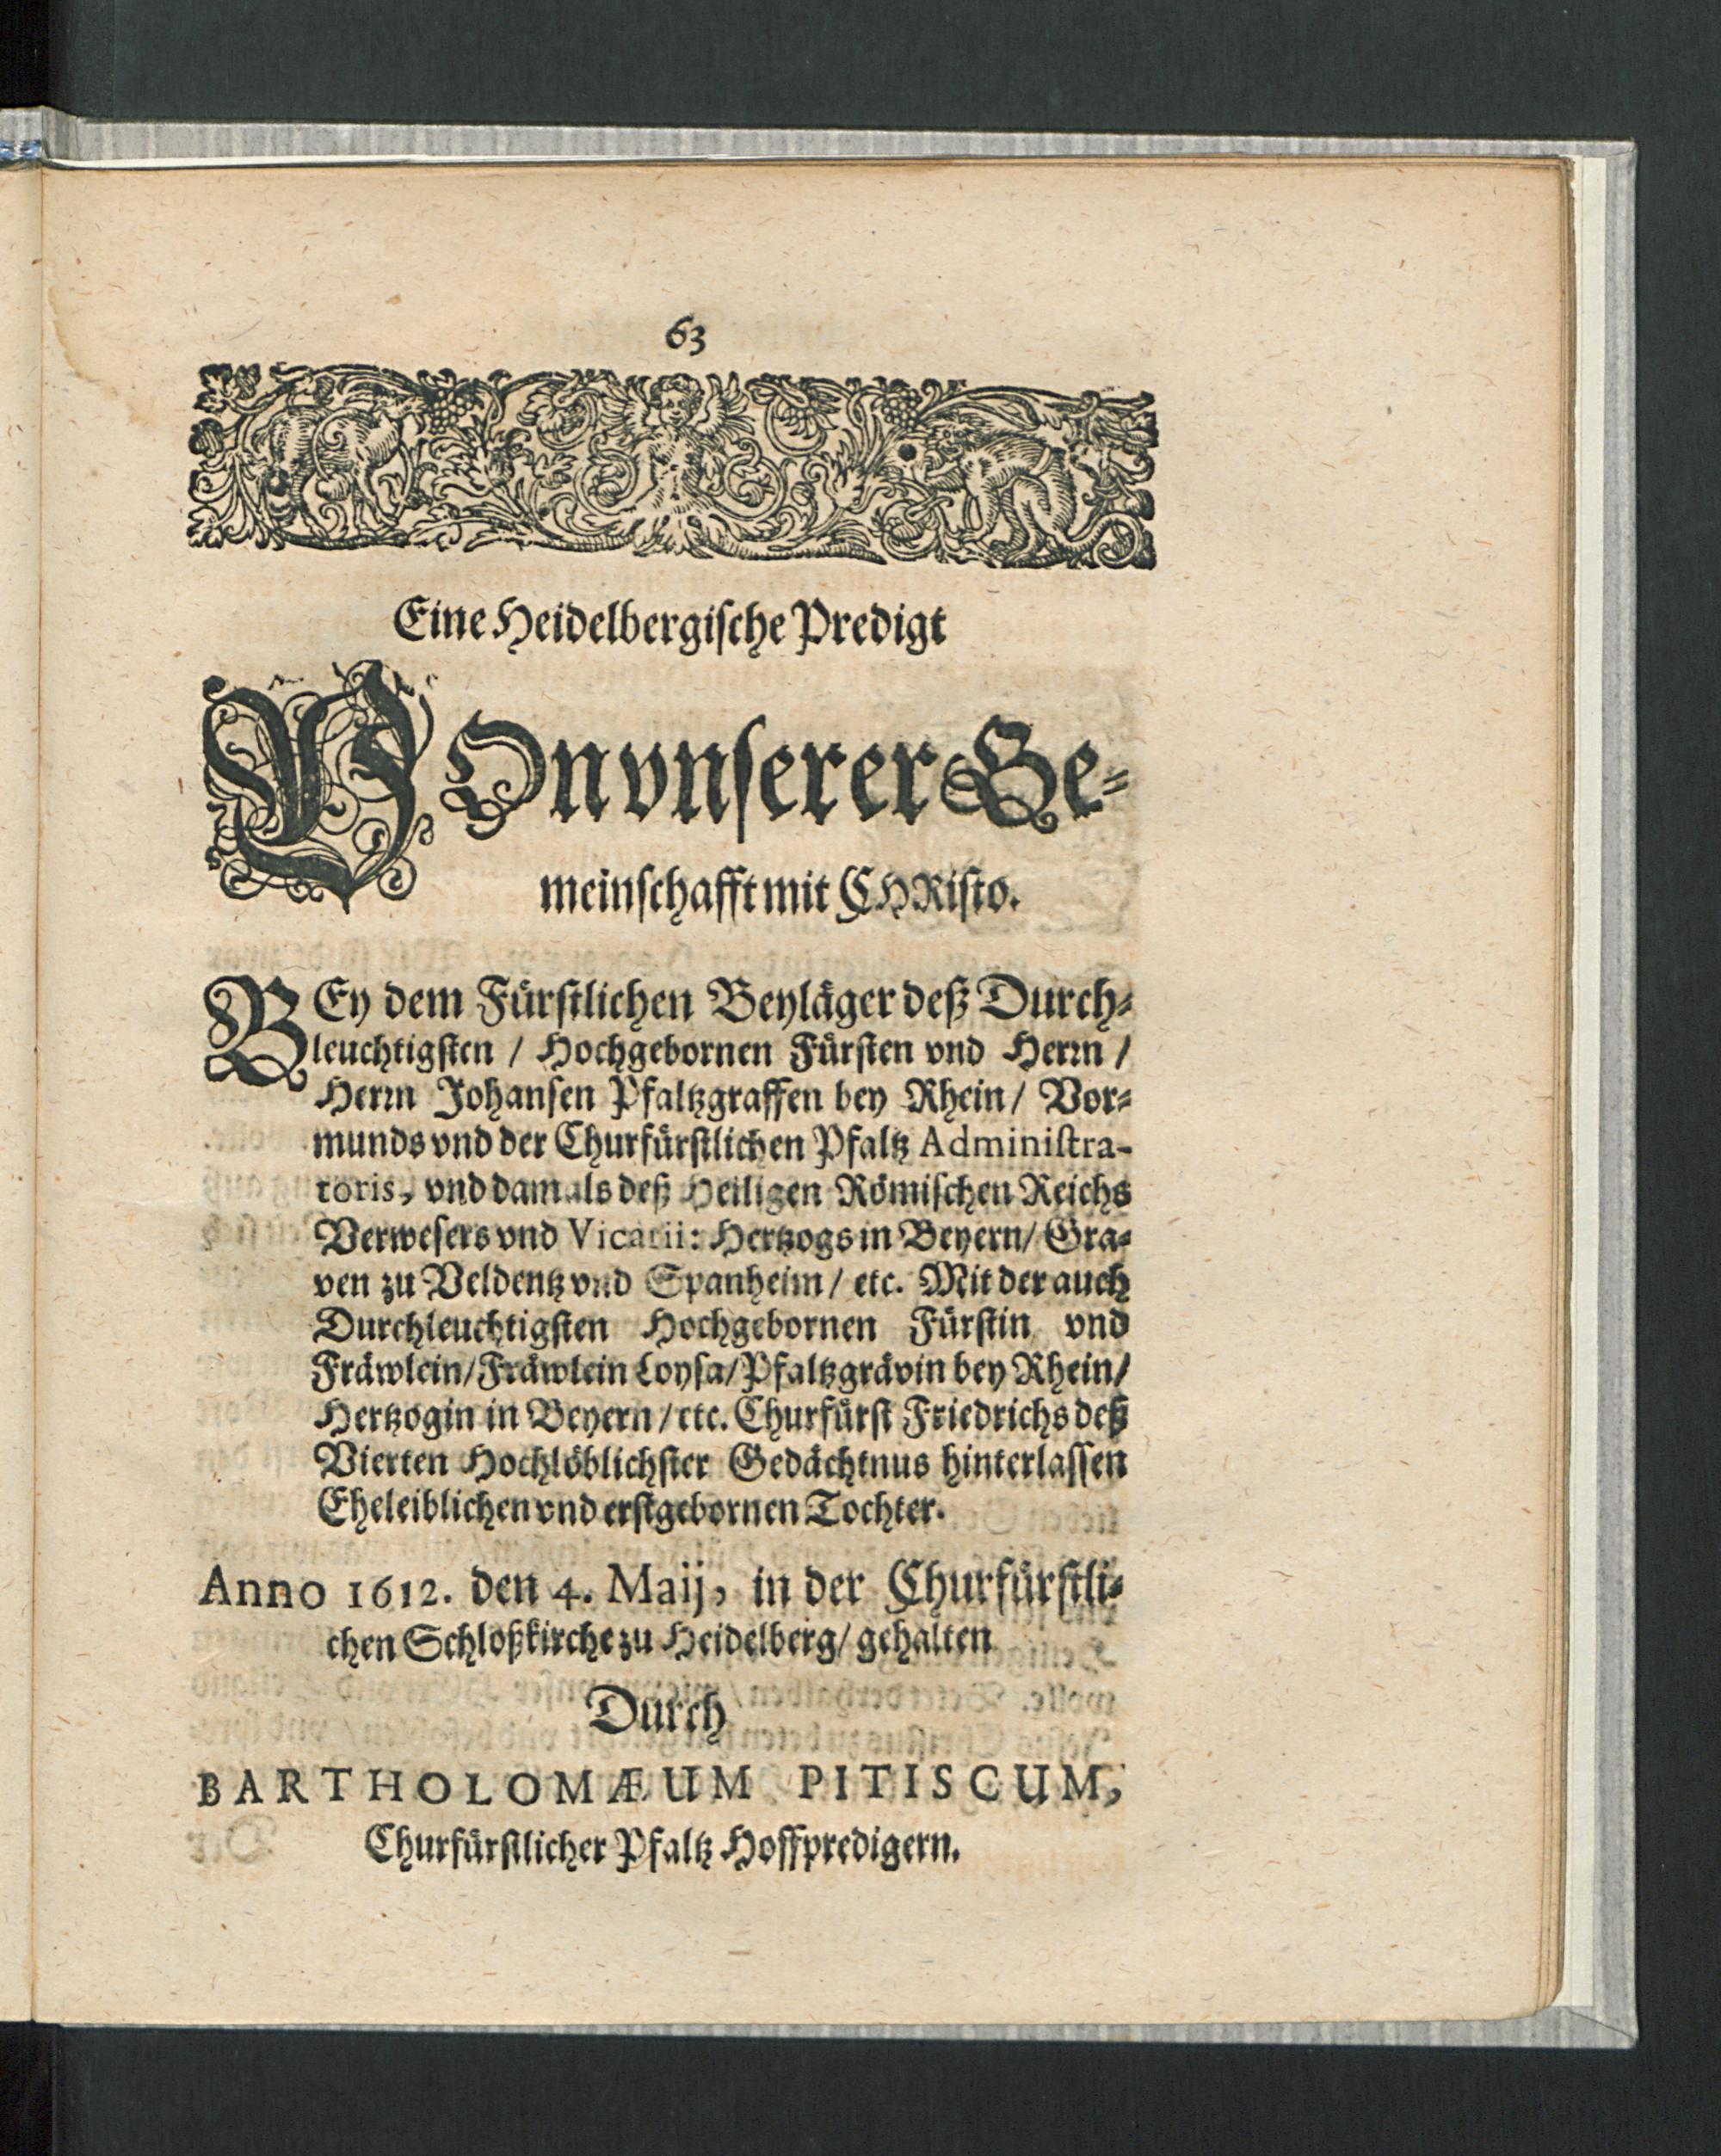 63
Eine Heidelbergische Predigt
VOn vnserer Ge-
meinschafft mit CHRisto.
BEy dem Fürstlichen Beyläger deß Durch-
leuchtigsten / Hochgebornen Fürsten vnd Herrn /
Herrn Johansen Pfaltzgraffen bey Rhein / Vor-
munds vnd der Churfürstlichen Pfaltz Administra-
toris, vnd damals deß Heiligen Römischen Reichs
Verwesers vnd Vicarii: Hertzogs in Beyern / Gra-
ven zu Veldentz vnd Spanheim / etc. Mit der auch
Durchleuchtigsten Hochgebornen Fürstin vnd
Fräwlein / Fräwlein Loysa / Pfaltzgrävin bey Rhein /
Hertzogin in Beyern / etc. Churfürst Friedrichs deß
Vierten Hochlöblichster Gedächtnus hinterlassen
Eheleiblichen vnd erstgebornen Tochter.
Anno 1612. den 4. Maij, in der Churfürstli-
chen Schloßkirche zu Heidelberg / gehalten
Durch
BARTHOLOMÆUM PITISCUM,
Churfürstlicher Pfaltz Hoffpredigern.